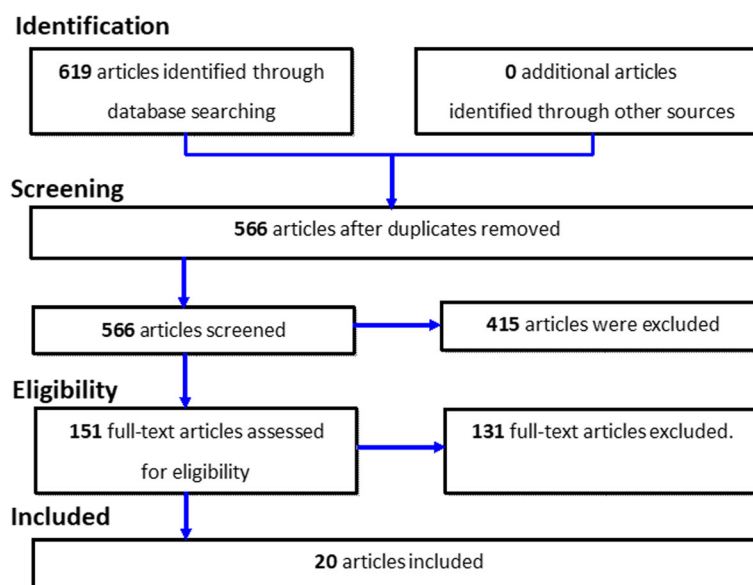 Identification
619 articles identified through
database searching
0 additional articles
identified through other sources
Screening
566 articles after duplicates removed
566 articles screened
415 articles were excluded
Eligibility
151 full-text articles assessed
for eligibility
131 full-text articles excluded.
Included
20 articles included